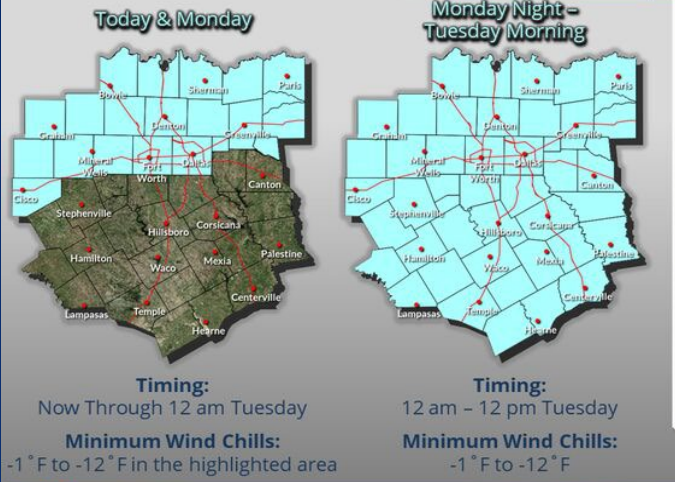 Today & Monday
Bowie
Sherman
Paris
Graham
Denton
Greenville
Mineral
Wells
Fort
Worth
Dallas
Cisco
Canton
Stephenville
Hillsboro
Corsicana
Hamilton
Waco
Mexia
Palestine
Lampasas
Temple
Centerville
Hearne
Timing:
Now Through 12 am Tuesday
Minimum Wind Chills:
-1°F to -12°F in the highlighted area
Monday Night –
Tuesday Morning
Bowie
Sherman
Paris
Graham
Denton
Greenville
Mineral
Wells
Fort
Worth
Dallas
Cisco
Canton
Stephenville
Hillsboro
Corsicana
Hamilton
Waco
Mexia
Palestine
Lampasas
Temple
Centerville
Hearne
Timing:
12 am – 12 pm Tuesday
Minimum Wind Chills:
-1°F to -12°F